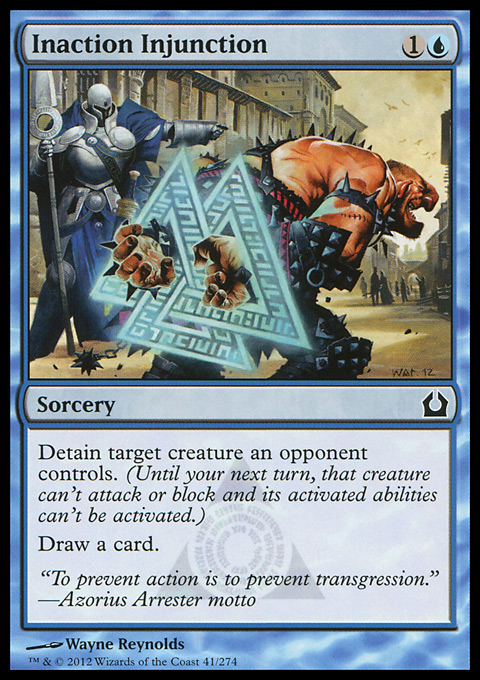 Inaction Injunction 1
WAR. 12
Sorcery
Detain target creature an opponent
controls. (Until your next turn, that creature
can't attack or block and its activated abilities
can't be activated.)
Draw a card.
“To prevent action is to prevent transgression.”
—Azorius Arrester motto
Wayne Reynolds
™ & © 2012 Wizards of the Coast 41/274